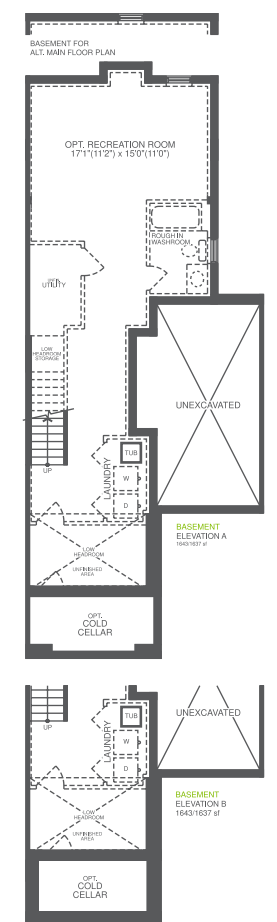 BASEMENT FOR
ALT. MAIN FLOOR PLAN
OPT. RECREATION ROOM
17'1"(11'2") x 15'0"(11'0")
ROUGH IN
WASHROOM
UTILITY
LOW
HEADROOM
STORAGE
UNEXCAVATED
UP
LAUNDRY
TUB
W
D
BASEMENT
ELEVATION A
1643/1637 sf
LOW
HEADROOM
UNFINISHED
AREA
OPT.
COLD
CELLAR
UP
LAUNDRY
TUB
W
D
UNEXCAVATED
BASEMENT
ELEVATION B
1643/1637 sf
LOW
HEADROOM
UNFINISHED
AREA
OPT.
COLD
CELLAR